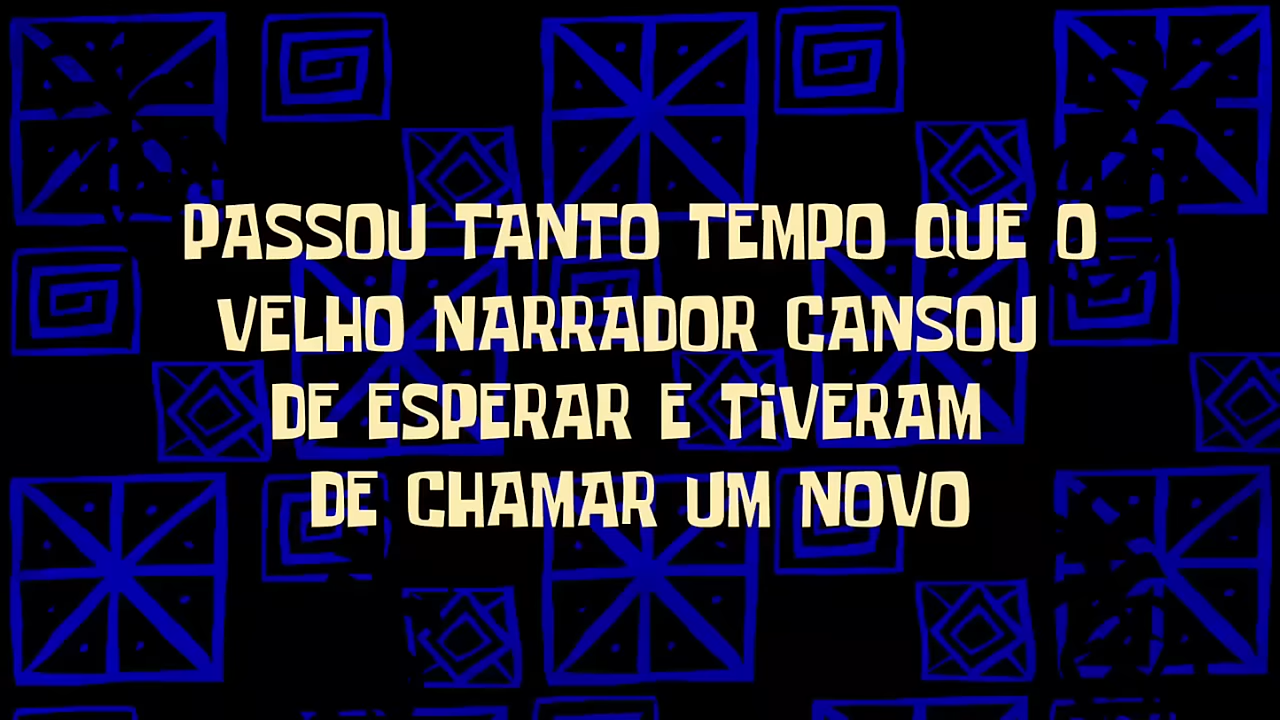 PASSOU TANTO TEMPO QUE O
VELHO NARRADOR CANSOU
DE ESPERAR E TIVERAM
DE CHAMAR UM NOVO